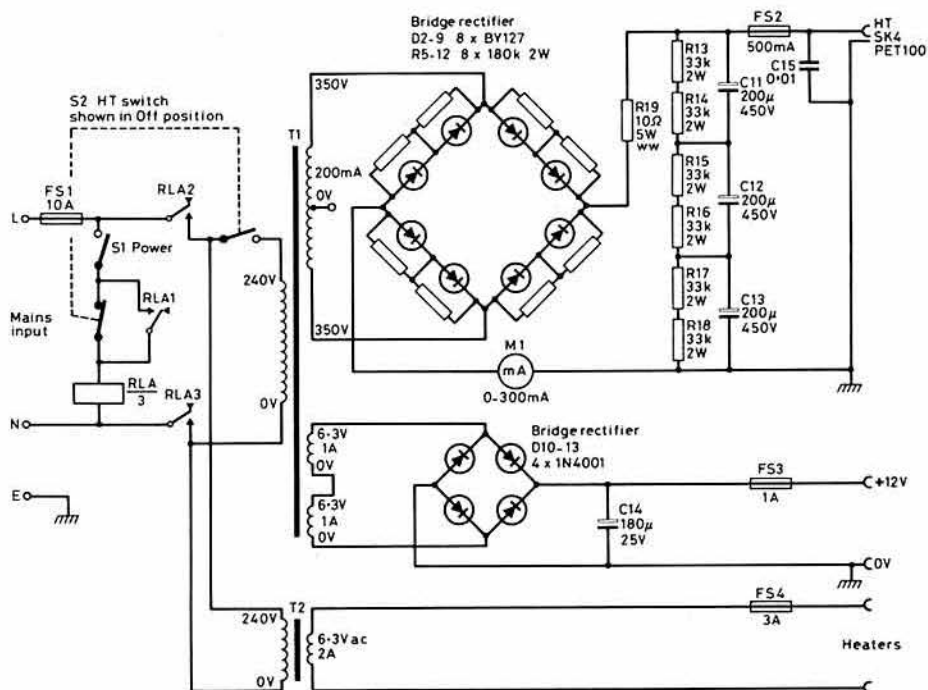 Bridge rectifier
D2-9 8 x BY127
R5-12 8 x 180k 2W
FS2
500mA
HT
SK4
PET100
C15
0·01
350V
R13
33k
2W
C11
200µ
450V
R14
33k
2W
R19
10Ω
5W
ww
S2 HT switch
shown in Off position
T1
200mA
0V
R15
33k
2W
C12
200µ
450V
R16
33k
2W
FS1
10A
L
RLA2
S1 Power
240V
RLA1
Mains
input
R17
33k
2W
C13
200µ
450V
R18
33k
2W
350V
M1
mA
0-300mA
RLA
3
RLA3
0V
N
6·3V
1A
0V
Bridge rectifier
D10-13
4 x 1N4001
FS3
1A
+12V
E
6·3V
1A
0V
C14
180µ
25V
0V
T2
240V
6·3Vac
2A
0V
FS4
3A
Heaters